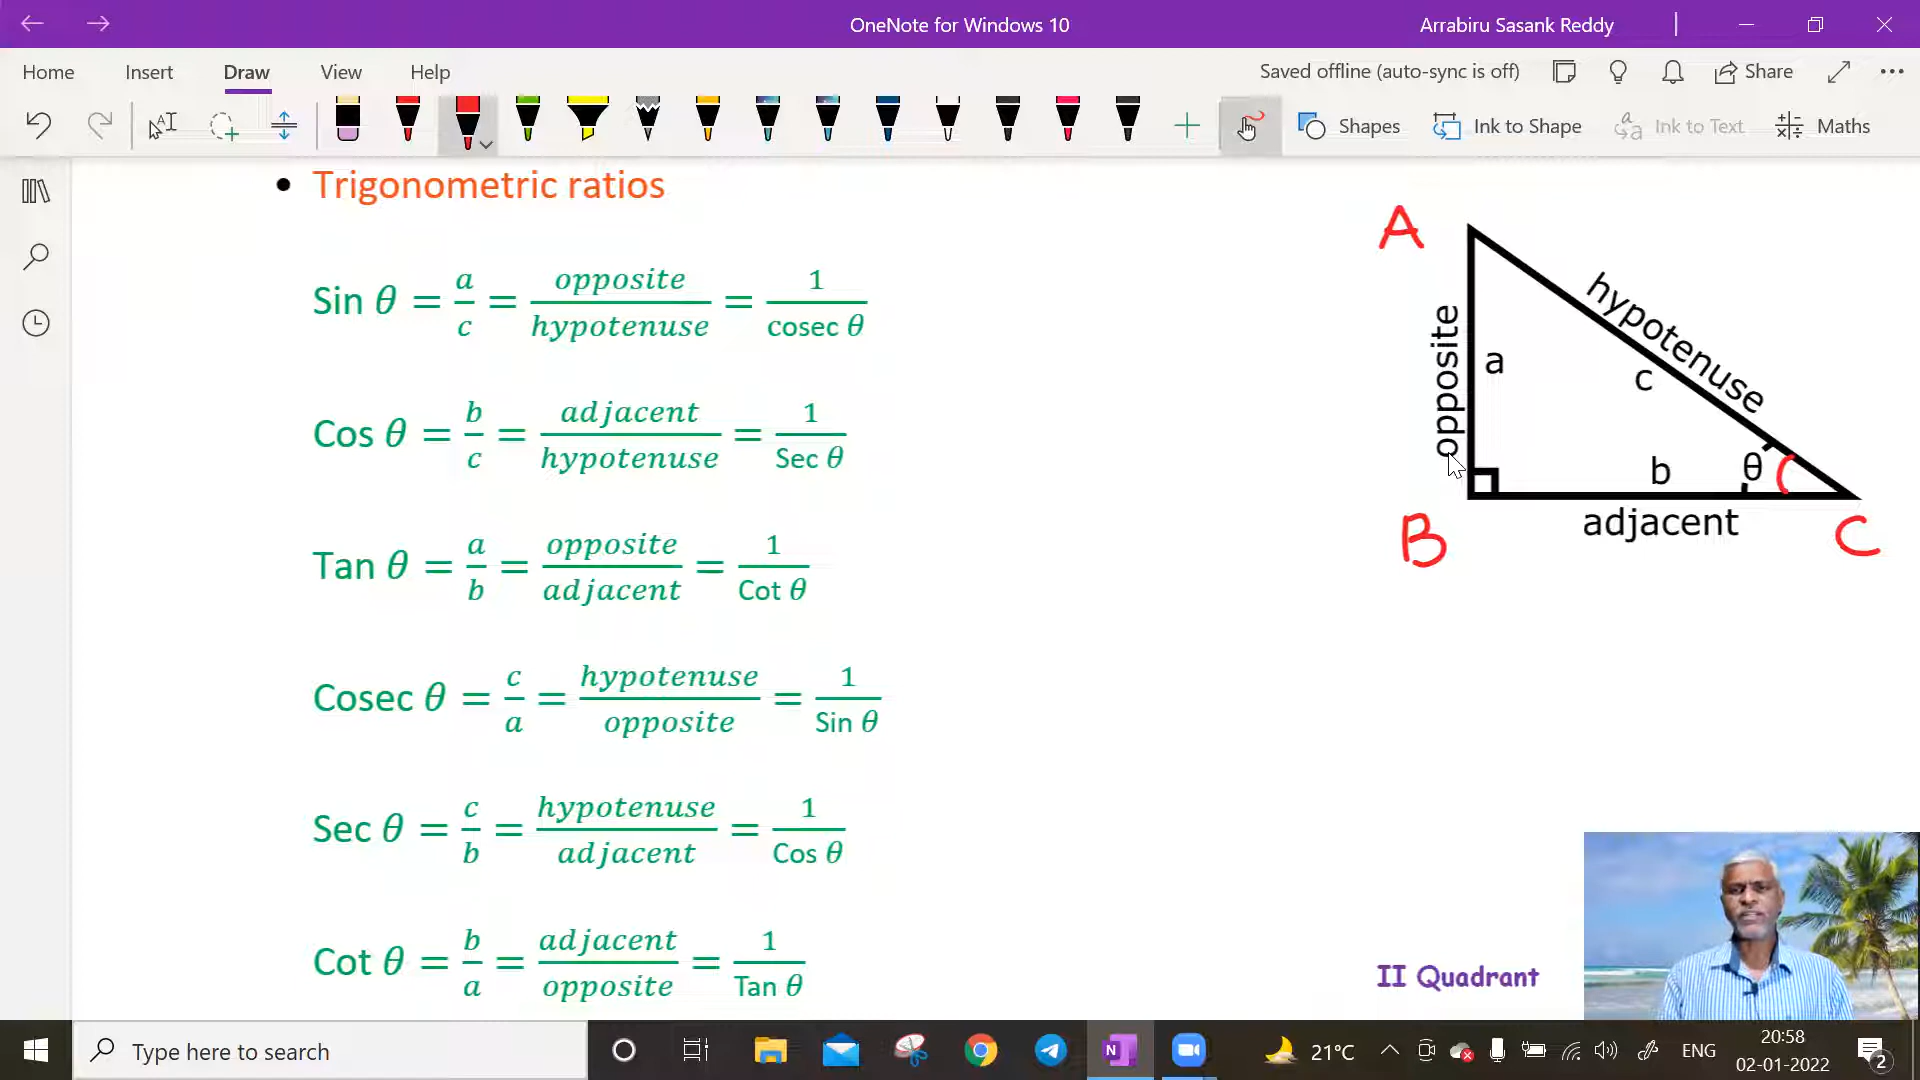 OneNote for Windows 10
Arrabiru Sasank Reddy
Home Insert Draw View Help
Saved offline (auto-sync is off)
Share
Shapes
Ink to Shape
Ink to Text
Maths
• Trigonometric ratios
Sin θ = a/c = opposite/hypotenuse = 1/cosec θ
Cos θ = b/c = adjacent/hypotenuse = 1/Sec θ
Tan θ = a/b = opposite/adjacent = 1/Cot θ
Cosec θ = c/a = hypotenuse/opposite = 1/Sin θ
Sec θ = c/b = hypotenuse/adjacent = 1/Cos θ
Cot θ = b/a = adjacent/opposite = 1/Tan θ
A
hypotenuse
opposite
a
c
b
θ
adjacent
B
C
II Quadrant
Type here to search
21°C
ENG
20:58
02-01-2022
2